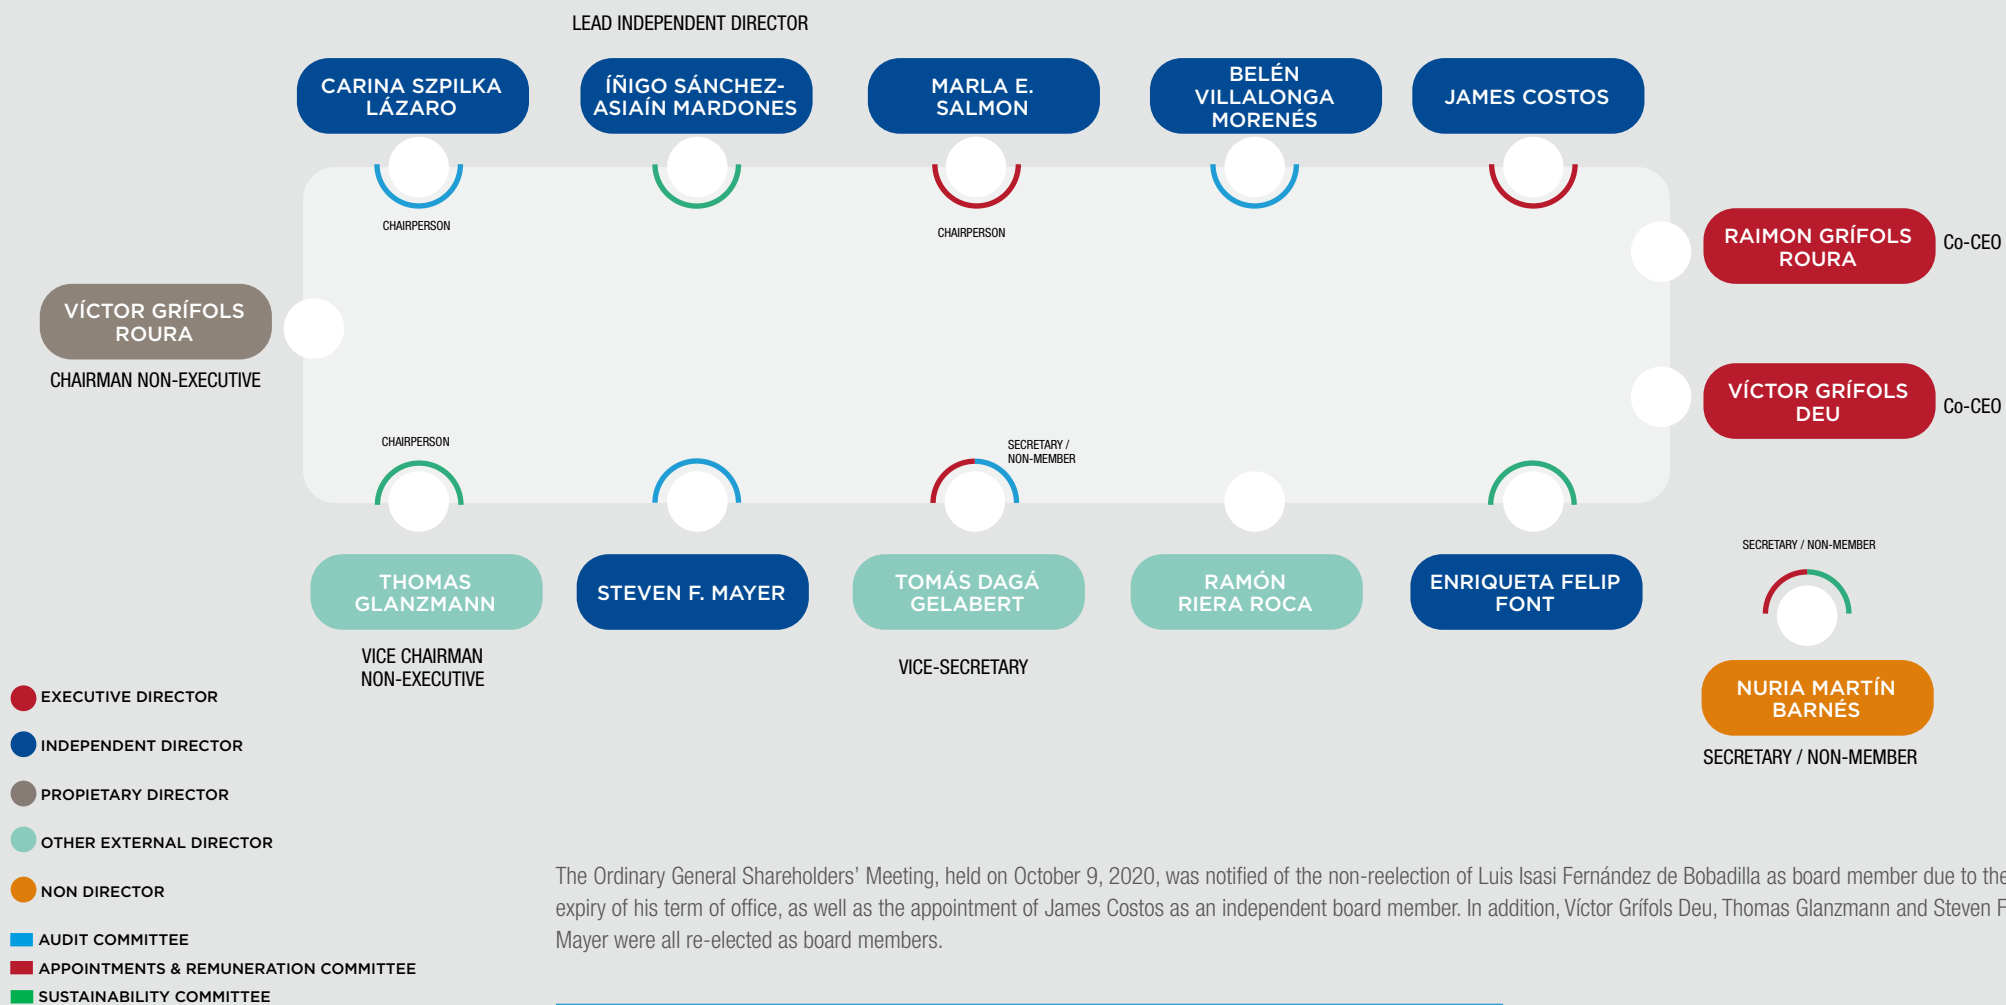 LEAD INDEPENDENT DIRECTOR
CARINA SZPILKA
LÁZARO
ÍÑIGO SÁNCHEZ-
ASIAÍN MARDONES
MARLA E.
SALMON
BELÉN
VILLALONGA
MORENÉS
JAMES COSTOS
CHAIRPERSON
CHAIRPERSON
RAIMON GRÍFOLS
ROURA
Co-CEO
VÍCTOR GRÍFOLS
ROURA
CHAIRMAN NON-EXECUTIVE
VÍCTOR GRÍFOLS
DEU
Co-CEO
CHAIRPERSON
SECRETARY /
NON-MEMBER
THOMAS
GLANZMANN
VICE CHAIRMAN
NON-EXECUTIVE
STEVEN F. MAYER
TOMÁS DAGÁ
GELABERT
VICE-SECRETARY
RAMÓN
RIERA ROCA
ENRIQUETA FELIP
FONT
SECRETARY / NON-MEMBER
NURIA MARTÍN
BARNÉS
SECRETARY / NON-MEMBER
EXECUTIVE DIRECTOR
INDEPENDENT DIRECTOR
PROPIETARY DIRECTOR
OTHER EXTERNAL DIRECTOR
NON DIRECTOR
AUDIT COMMITTEE
APPOINTMENTS & REMUNERATION COMMITTEE
SUSTAINABILITY COMMITTEE
The Ordinary General Shareholders' Meeting, held on October 9, 2020, was notified of the non-reelection of Luis Isasi Fernández de Bobadilla as board member due to the
expiry of his term of office, as well as the appointment of James Costos as an independent board member. In addition, Víctor Grífols Deu, Thomas Glanzmann and Steven F
Mayer were all re-elected as board members.